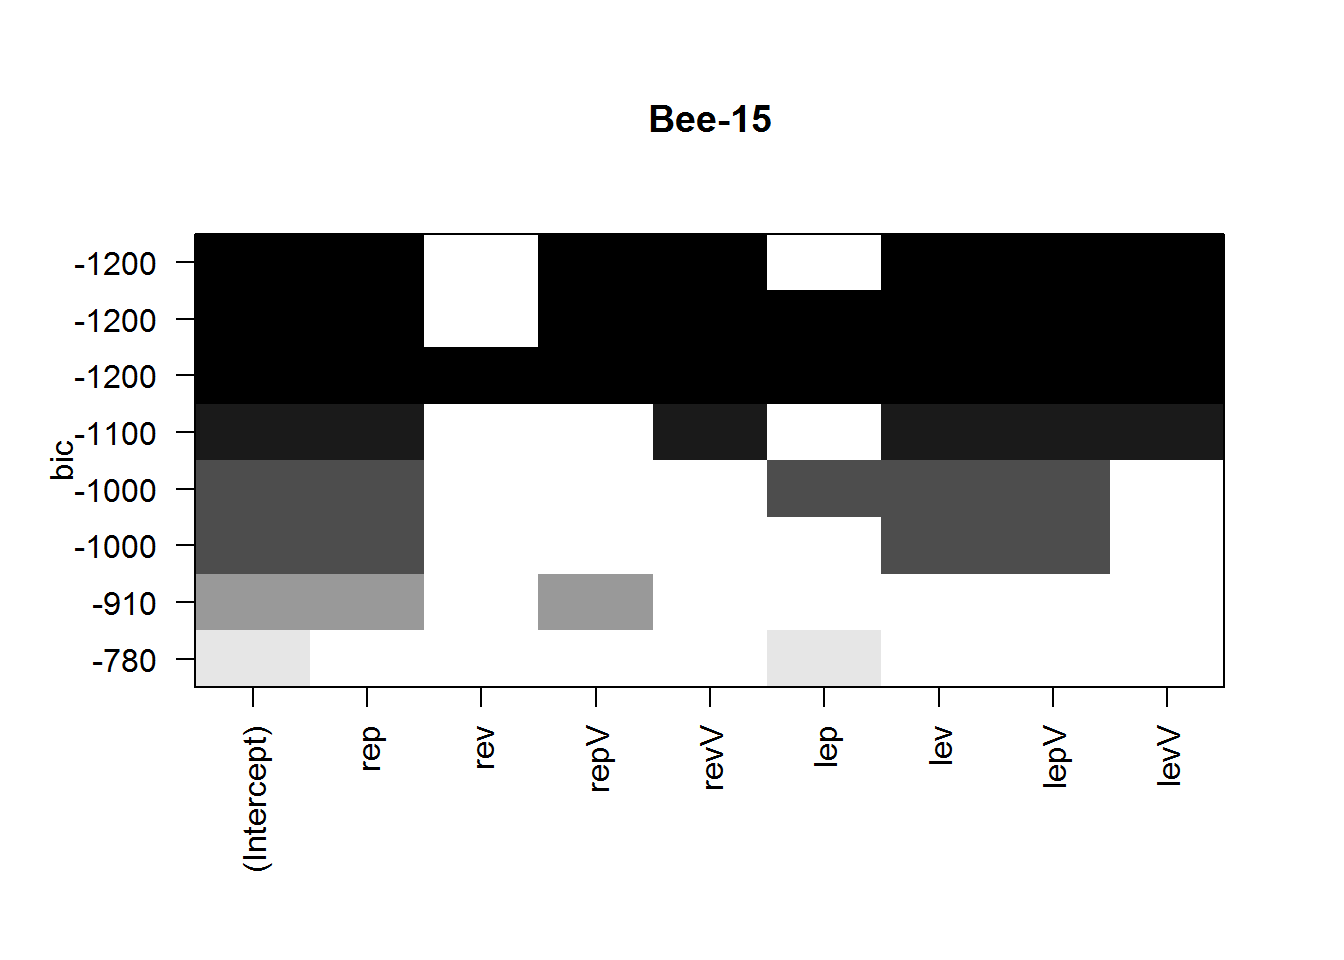 Bee-15
bic
-1200
-1200
-1200
-1100
-1000
-1000
-910
-780
(Intercept)
rep
rev
repV
revV
lep
lev
lepV
levV